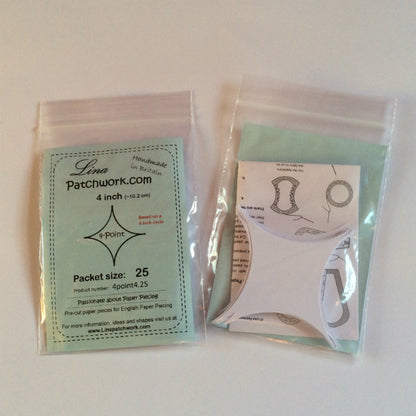 Lina
Handmade
in Britain
Patchwork.com
4 inch (~10.2 cm)
Based on a
4 inch circle
4-Point
Packet size: 25
Product number: 4point4.25
Passionate about Paper Piecing
Pre-cut paper pieces for English Paper Piecing
For more information, ideas and shapes visit us at
www.Linapatchwork.com